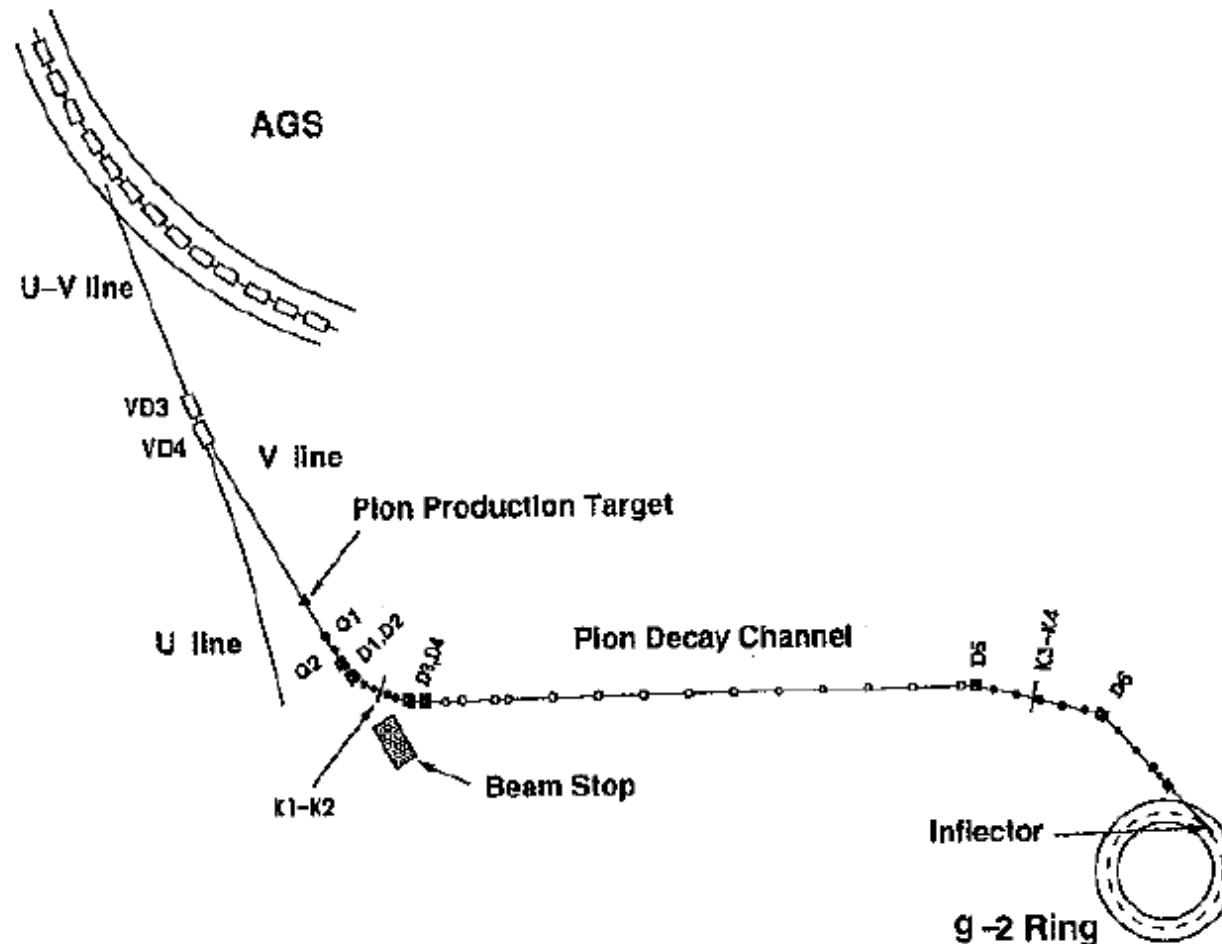 AGS
U-V line
VD3
VD4
V line
Pion Production Target
U line
Q1
Q2
D1,D2
D3,D4
Pion Decay Channel
D5
K3-K4
D6
K1-K2
Beam Stop
Inflector
g-2 Ring